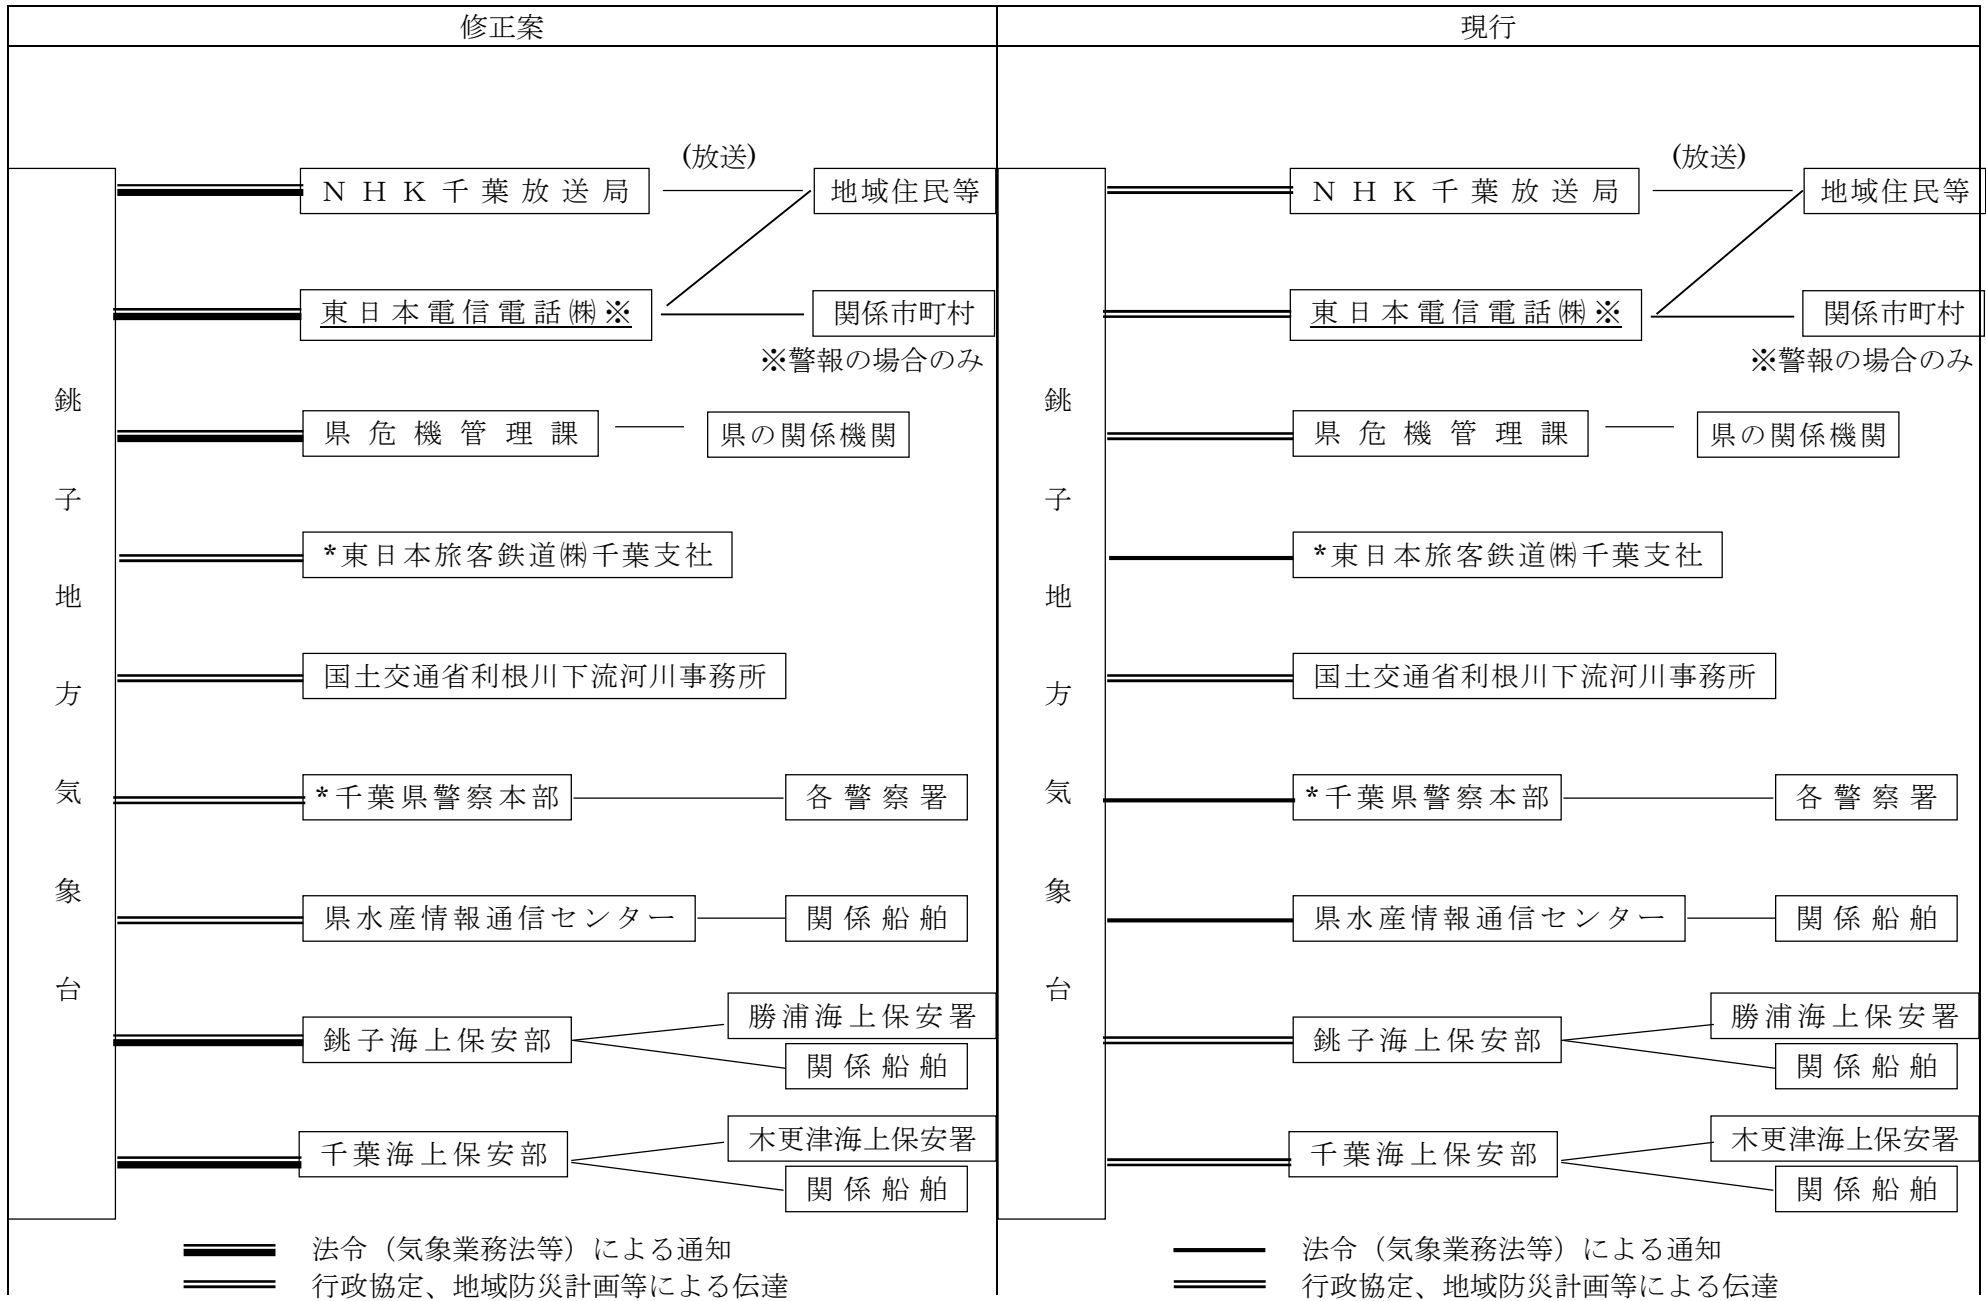 修正案
(放送)
ＮＨＫ千葉放送局
地域住民等
東日本電信電話㈱※
関係市町村
※警報の場合のみ
県危機管理課
県の関係機関
*東日本旅客鉄道㈱千葉支社
国土交通省利根川下流河川事務所
*千葉県警察本部
各警察署
県水産情報通信センター
関係船舶
銚子海上保安部
勝浦海上保安署
関係船舶
千葉海上保安部
木更津海上保安署
関係船舶
銚子地方気象台
法令（気象業務法等）による通知
行政協定、地域防災計画等による伝達
現行
(放送)
ＮＨＫ千葉放送局
地域住民等
東日本電信電話㈱※
関係市町村
※警報の場合のみ
県危機管理課
県の関係機関
*東日本旅客鉄道㈱千葉支社
国土交通省利根川下流河川事務所
*千葉県警察本部
各警察署
県水産情報通信センター
関係船舶
銚子海上保安部
勝浦海上保安署
関係船舶
千葉海上保安部
木更津海上保安署
関係船舶
銚子地方気象台
法令（気象業務法等）による通知
行政協定、地域防災計画等による伝達